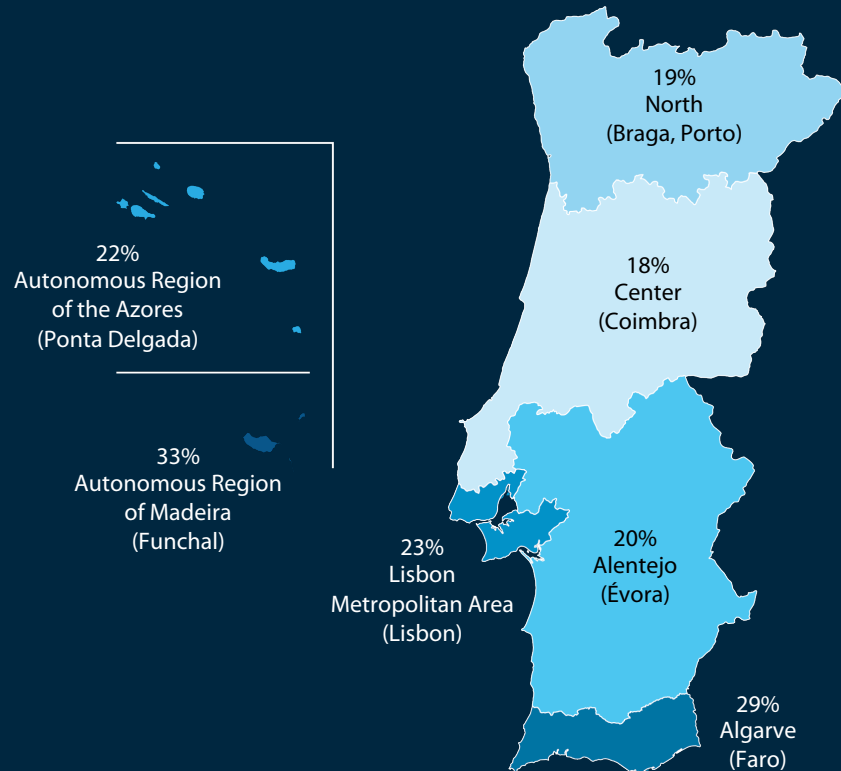 19%
North
(Braga, Porto)
22%
Autonomous Region
of the Azores
(Ponta Delgada)
18%
Center
(Coimbra)
33%
Autonomous Region
of Madeira
(Funchal)
23%
Lisbon
Metropolitan Area
(Lisbon)
20%
Alentejo
(Évora)
29%
Algarve
(Faro)